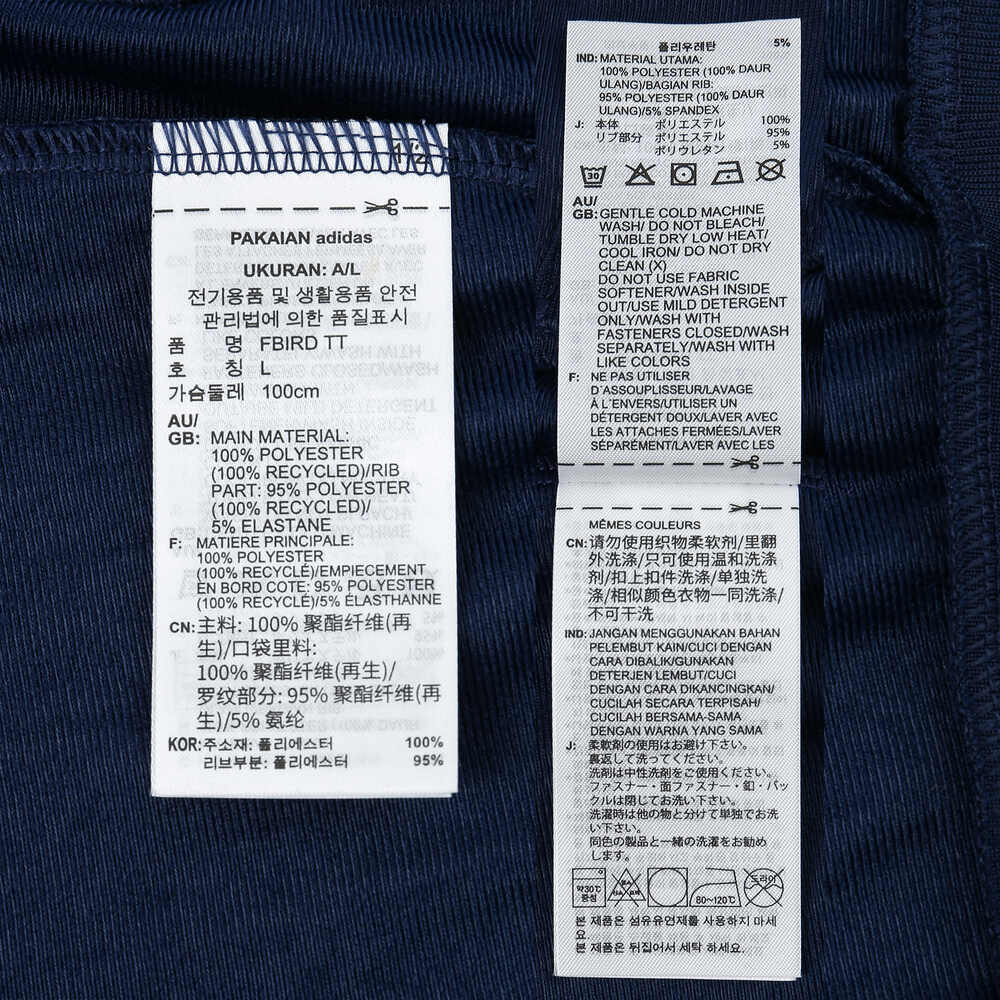 1/2
PAKAIAN adidas
UKURAN: A/L
전기용품 및 생활용품 안전
관리법에 의한 품질표시
품 명 FBIRD TT
호 칭 L
가슴둘레 100cm
AU/
GB: MAIN MATERIAL:
100% POLYESTER
(100% RECYCLED)/RIB
PART: 95% POLYESTER
(100% RECYCLED)/
5% ELASTANE
F: MATIERE PRINCIPALE:
100% POLYESTER
(100% RECYCLÉ)/EMPIECEMENT
EN BORD COTE: 95% POLYESTER
(100% RECYCLÉ)/5% ÉLASTHANNE
CN: 主料: 100% 聚酯纤维(再
生)/口袋里料:
100% 聚酯纤维(再生)/
罗纹部分: 95% 聚酯纤维(再
生)/5% 氨纶
KOR: 주소재: 폴리에스터 100%
리브부분: 폴리에스터 95%
폴리우레탄 5%
IND: MATERIAL UTAMA:
100% POLYESTER (100% DAUR
ULANG)/BAGIAN RIB:
95% POLYESTER (100% DAUR
ULANG)/5% SPANDEX
J: 本体 ポリエステル 100%
リブ部分 ポリエステル 95%
ポリウレタン 5%
30
AU/
GB: GENTLE COLD MACHINE
WASH/ DO NOT BLEACH/
TUMBLE DRY LOW HEAT/
COOL IRON/ DO NOT DRY
CLEAN (X)
DO NOT USE FABRIC
SOFTENER/WASH INSIDE
OUT/USE MILD DETERGENT
ONLY/WASH WITH
FASTENERS CLOSED/WASH
SEPARATELY/WASH WITH
LIKE COLORS
F: NE PAS UTILISER
D'ASSOUPLISSEUR/LAVAGE
À L'ENVERS/UTILISER UN
DÉTERGENT DOUX/LAVER AVEC
LES ATTACHES FERMÉES/LAVER
SÉPARÉMENT/LAVER AVEC LES
MÊMES COULEURS
CN: 请勿使用织物柔软剂/里翻
外洗涤/只可使用温和洗涤
剂/扣上扣件洗涤/单独洗
涤/相似颜色衣物一同洗涤/
不可干洗
IND: JANGAN MENGGUNAKAN BAHAN
PELEMBUT KAIN/CUCI DENGAN
CARA DIBALIK/GUNAKAN
DETERJEN LEMBUT/CUCI
DENGAN CARA DIKANCINGKAN/
CUCILAH SECARA TERPISAH/
CUCILAH BERSAMA-SAMA
DENGAN WARNA YANG SAMA
J: 柔軟剤の使用はお避け下さい。
裏返して洗ってください。
洗剤は中性洗剤をご使用ください。
ファスナー・面ファスナー・釦・バッ
クルは閉じてお洗い下さい。
洗濯時は他の物と分けて単独でお洗
い下さい。
同色の製品と一緒の洗濯をお勧め
します。
약30℃
중성
80~120℃
드라이
본 제품은 섬유유연제를 사용하지 마세
요.
본 제품은 뒤집어서 세탁 하세요.